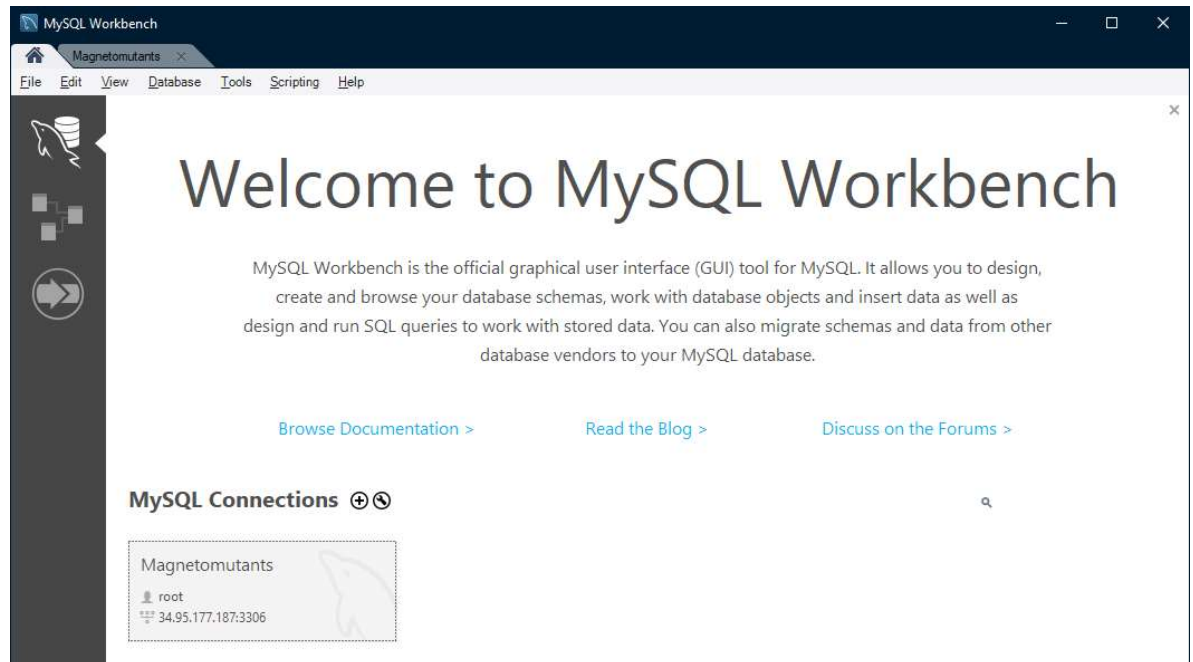 MySQL Workbench
Magnetomutants
File Edit View Database Tools Scripting Help
Welcome to MySQL Workbench
MySQL Workbench is the official graphical user interface (GUI) tool for MySQL. It allows you to design,
create and browse your database schemas, work with database objects and insert data as well as
design and run SQL queries to work with stored data. You can also migrate schemas and data from other
database vendors to your MySQL database.
Browse Documentation > Read the Blog > Discuss on the Forums >
MySQL Connections
Magnetomutants
root
34.95.177.187:3306